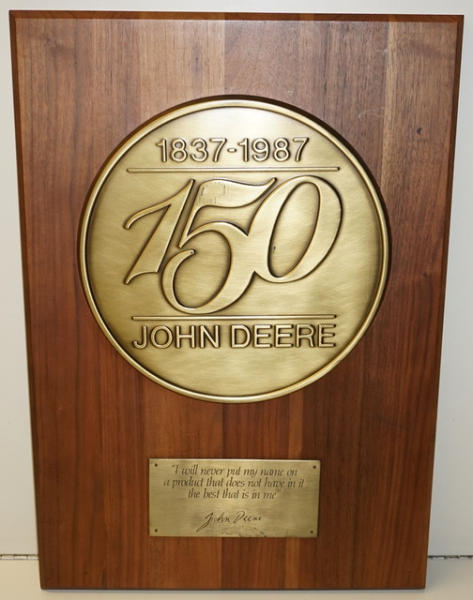 1837-1987
150
JOHN DEERE
"I will never put my name on
a product that does not have in it
the best that is in me"
John Deere